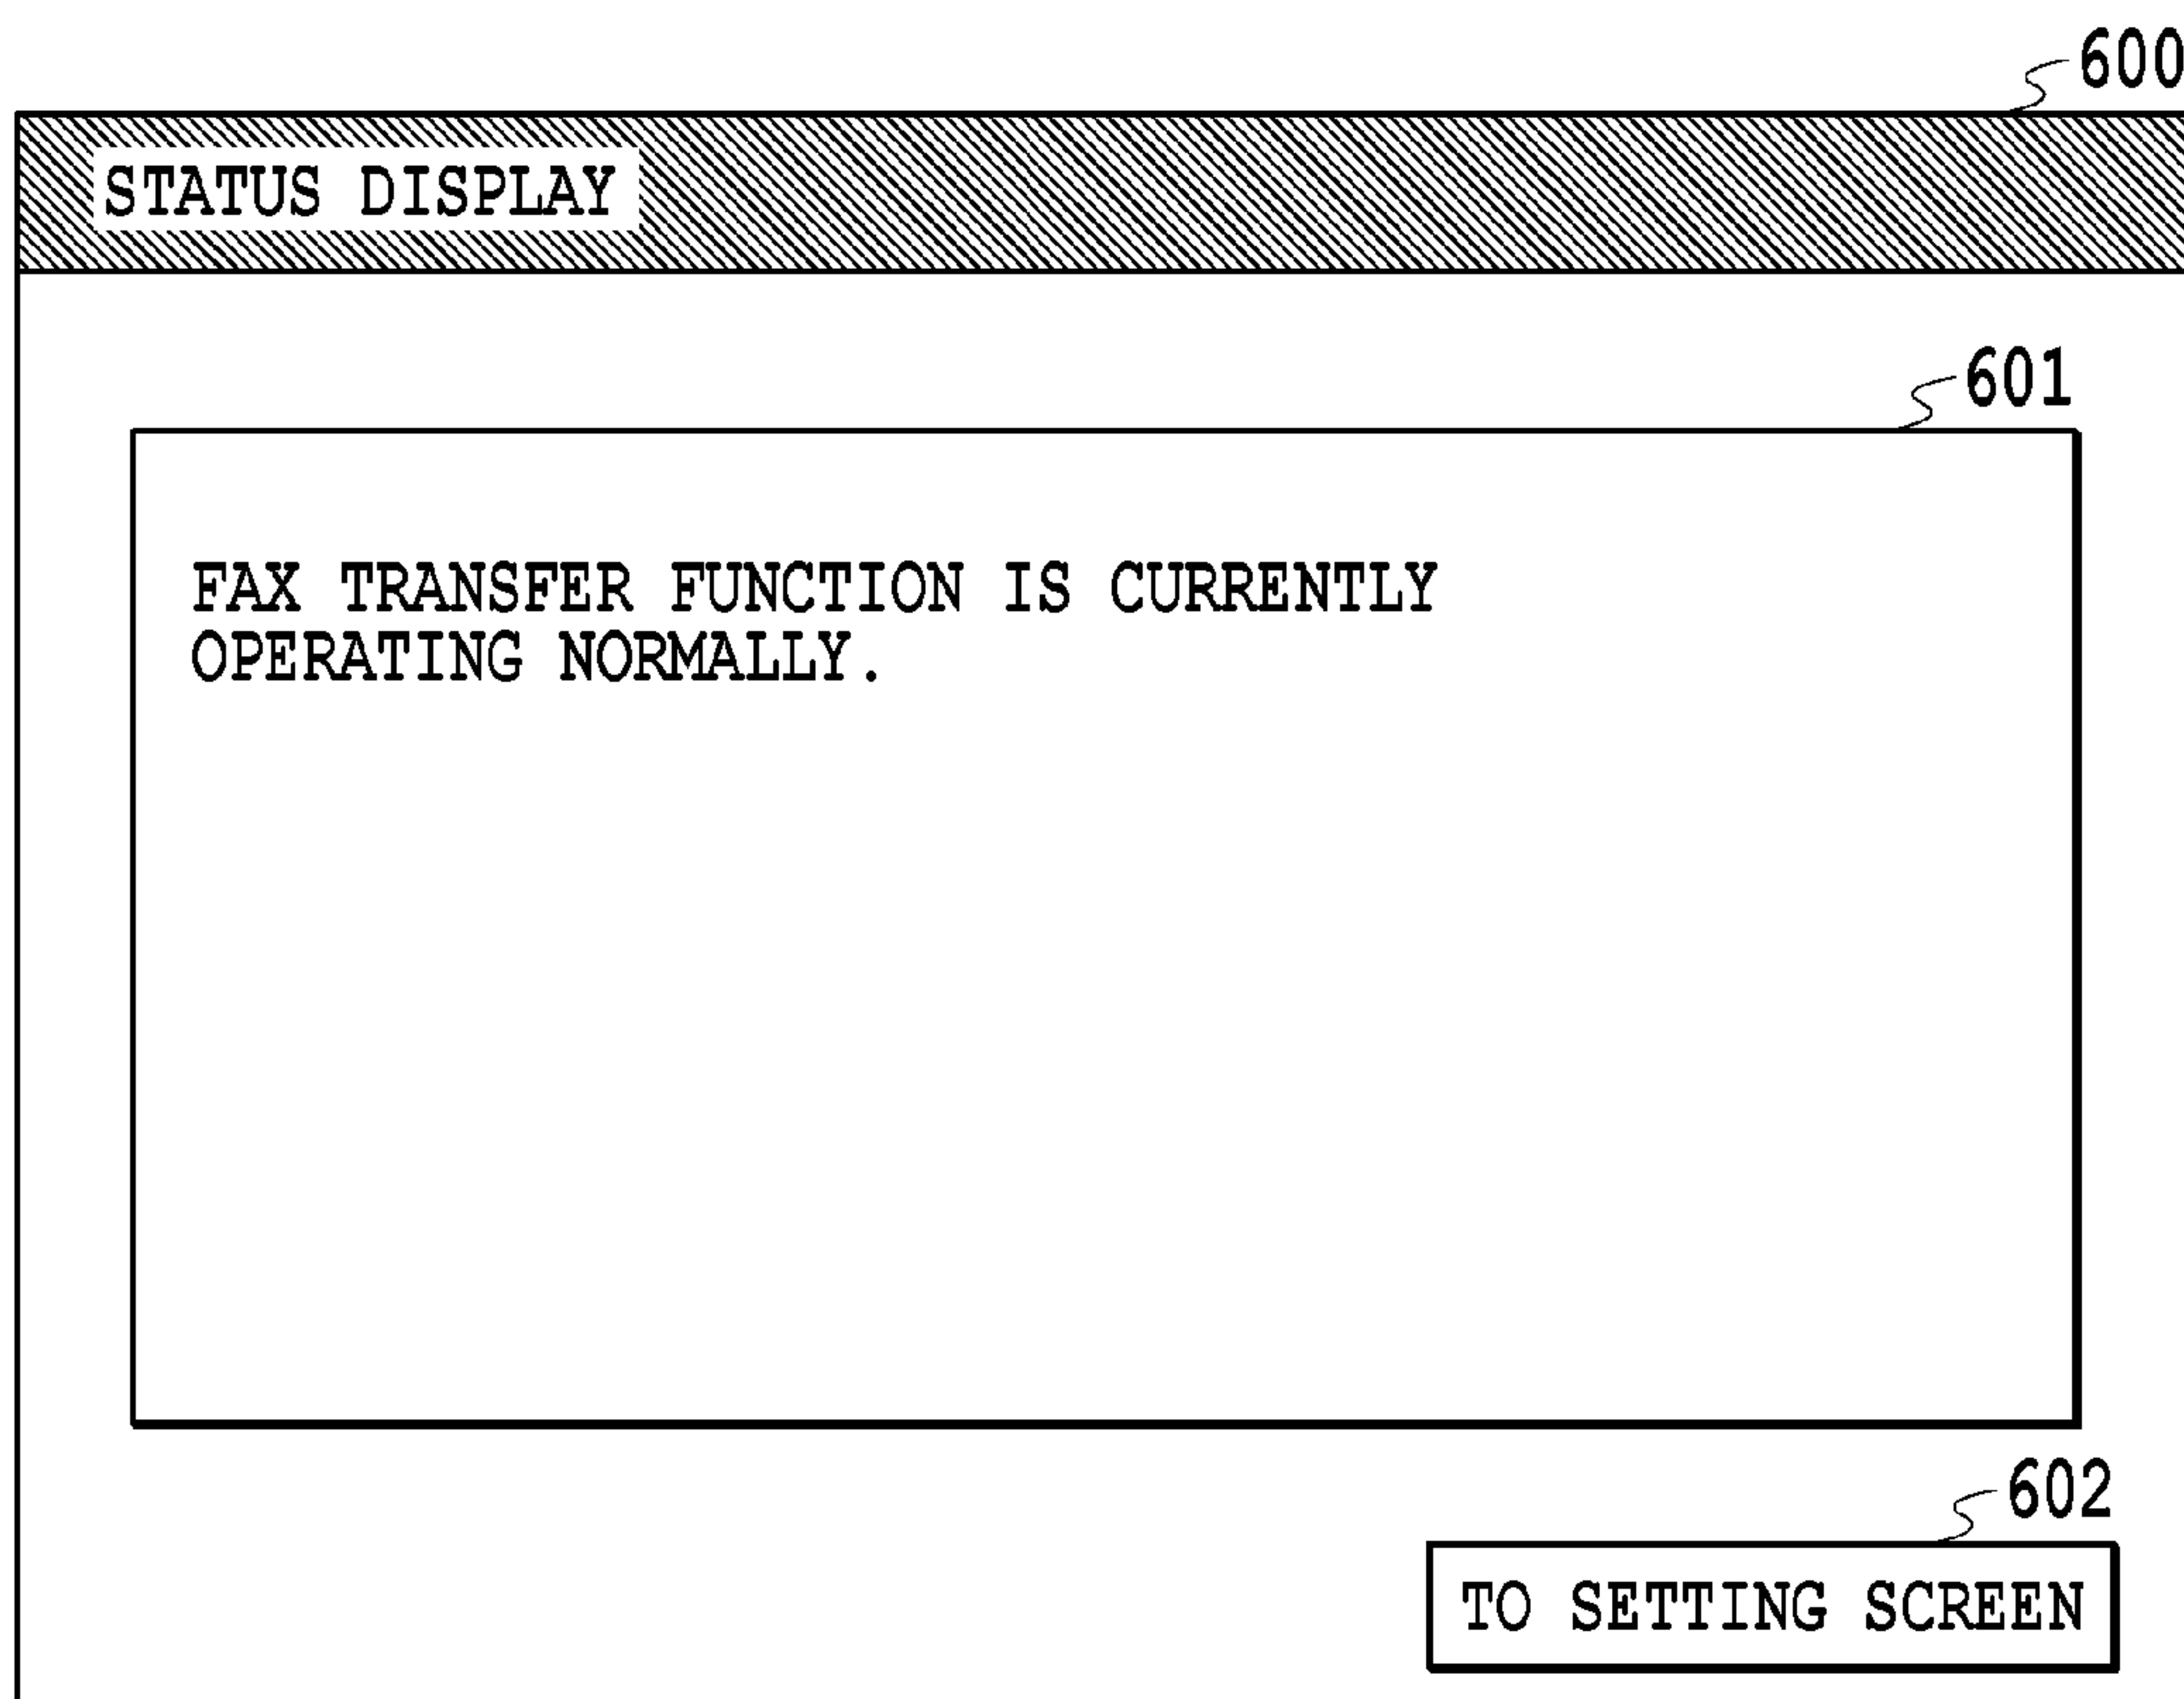 600
STATUS DISPLAY
601
FAX TRANSFER FUNCTION IS CURRENTLY
OPERATING NORMALLY.
602
TO SETTING SCREEN